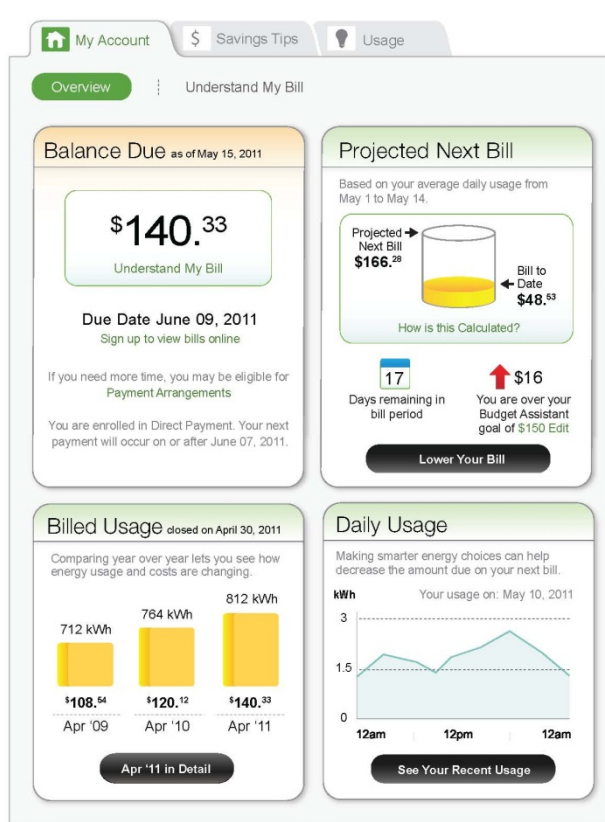 My Account
$ Savings Tips
Usage
Overview
Understand My Bill
Balance Due as of May 15, 2011
$140.33
Understand My Bill
Due Date June 09, 2011
Sign up to view bills online
If you need more time, you may be eligible for
Payment Arrangements
You are enrolled in Direct Payment. Your next
payment will occur on or after June 07, 2011.
Projected Next Bill
Based on your average daily usage from
May 1 to May 14.
Projected
Next Bill
$166.28
Bill to
Date
$48.53
How is this Calculated?
17
Days remaining in
bill period
$16
You are over your
Budget Assistant
goal of $150 Edit
Lower Your Bill
Billed Usage closed on April 30, 2011
Comparing year over year lets you see how
energy usage and costs are changing.
712 kWh
764 kWh
812 kWh
$108.54
$120.12
$140.33
Apr '09
Apr '10
Apr '11
Apr '11 in Detail
Daily Usage
Making smarter energy choices can help
decrease the amount due on your next bill.
kWh
Your usage on: May 10, 2011
3
1.5
0
12am
12pm
12am
See Your Recent Usage